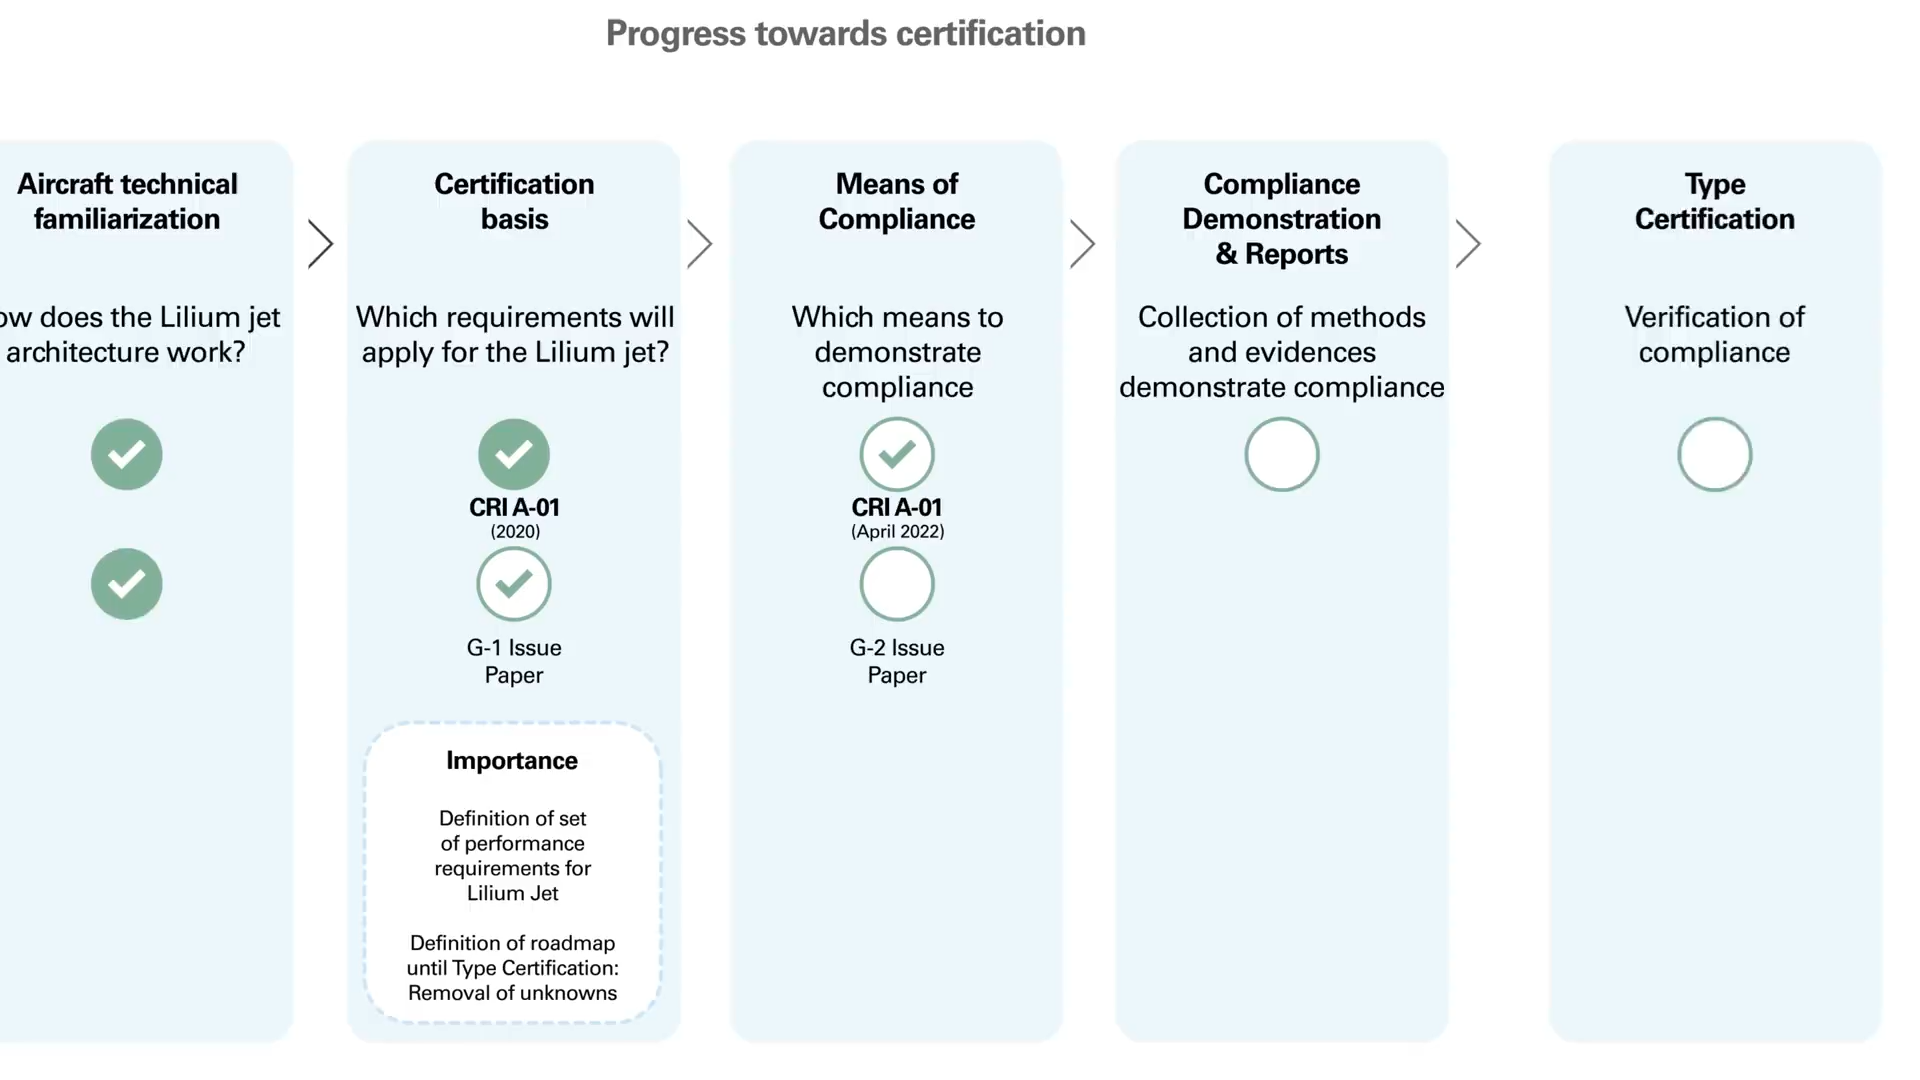 Progress towards certification
Aircraft technical
familiarization
ow does the Lilium jet
architecture work?
Certification
basis
Which requirements will
apply for the Lilium jet?
CRI A-01
(2020)
G-1 Issue
Paper
Importance
Definition of set
of performance
requirements for
Lilium Jet
Definition of roadmap
until Type Certification:
Removal of unknowns
Means of
Compliance
Which means to
demonstrate
compliance
CRI A-01
(April 2022)
G-2 Issue
Paper
Compliance
Demonstration
& Reports
Collection of methods
and evidences
demonstrate compliance
Type
Certification
Verification of
compliance